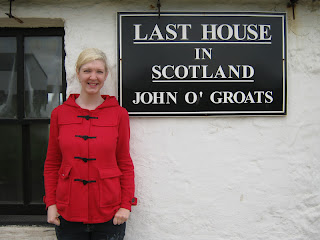 LAST HOUSE
IN
SCOTLAND
JOHN O' GROATS